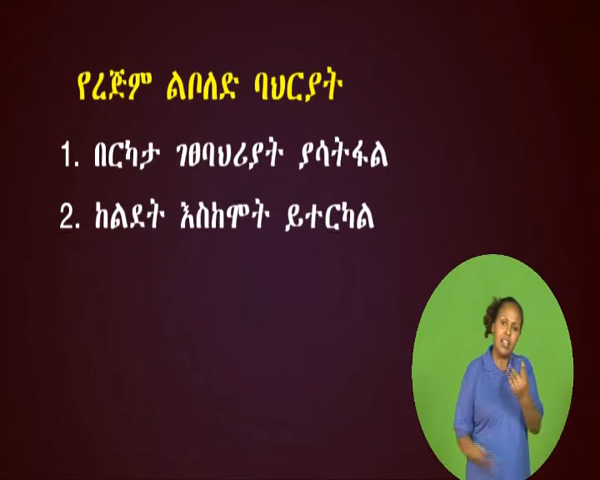 የረጅም ልቦለድ ባህርያት
1. በርካታ ገፀባህሪያት ያሳትፋል
2. ከልደት እስከሞት ይተርካል